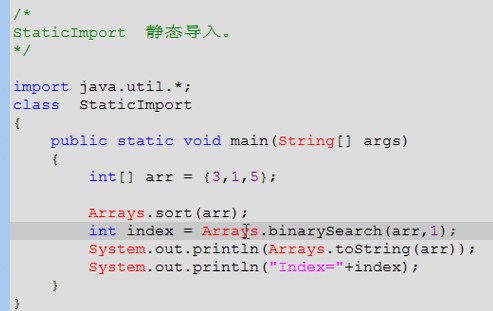 /*
StaticImport 静态导入。
*/
import java.util.*;
class StaticImport
{
public static void main(String[] args)
{
int[] arr = {3,1,5};
Arrays.sort(arr);
int index = Arrays.binarySearch(arr,1);
System.out.println(Arrays.toString(arr));
System.out.println("Index="+index);
}
}